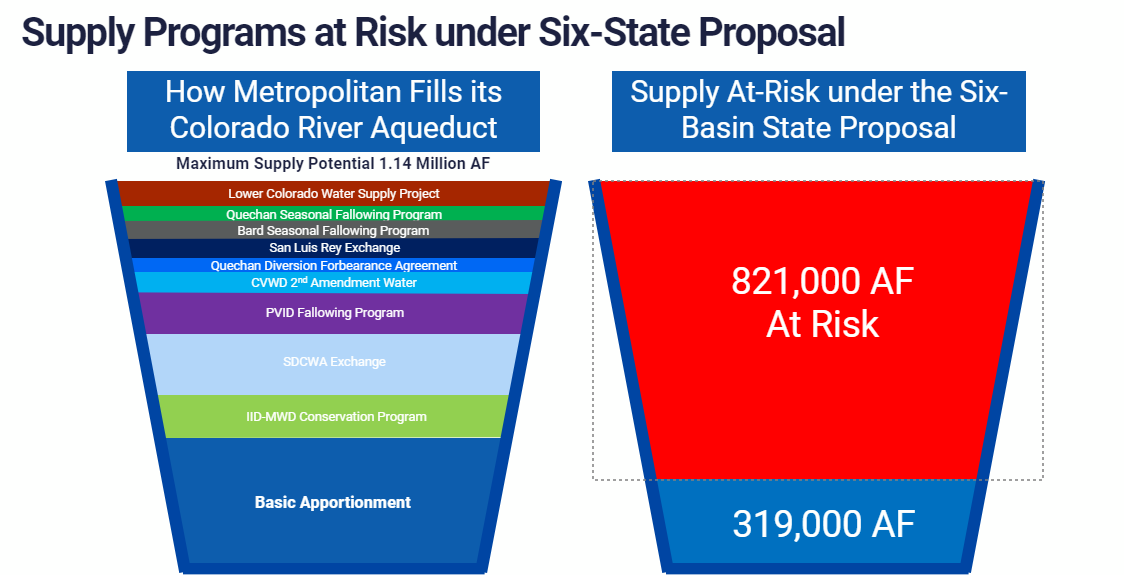 Supply Programs at Risk under Six-State Proposal
How Metropolitan Fills its
Colorado River Aqueduct
Maximum Supply Potential 1.14 Million AF
Lower Colorado Water Supply Project
Quechan Seasonal Fallowing Program
Bard Seasonal Fallowing Program
San Luis Rey Exchange
Quechan Diversion Forbearance Agreement
CVWD 2nd Amendment Water
PVID Fallowing Program
SDCWA Exchange
IID-MWD Conservation Program
Basic Apportionment
Supply At-Risk under the Six-
Basin State Proposal
821,000 AF
At Risk
319,000 AF